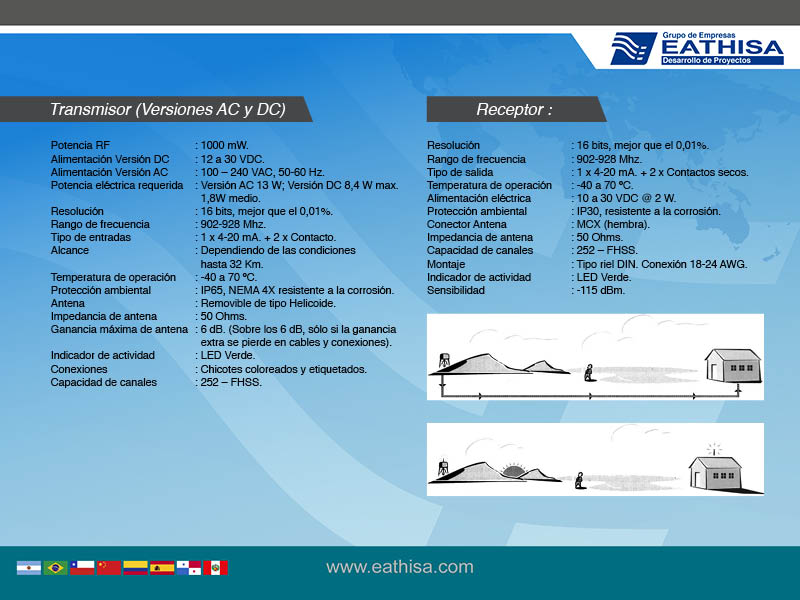 Grupo de Empresas
EATHISA
Desarrollo de Proyectos
Transmisor (Versiones AC y DC)
Potencia RF : 1000 mW.
Alimentación Versión DC : 12 a 30 VDC.
Alimentación Versión AC : 100 – 240 VAC, 50-60 Hz.
Potencia eléctrica requerida : Versión AC 13 W; Versión DC 8,4 W max.
1,8W medio.
Resolución : 16 bits, mejor que el 0,01%.
Rango de frecuencia : 902-928 Mhz.
Tipo de entradas : 1 x 4-20 mA. + 2 x Contacto.
Alcance : Dependiendo de las condiciones
hasta 32 Km.
Temperatura de operación : -40 a 70 ºC.
Protección ambiental : IP65, NEMA 4X resistente a la corrosión.
Antena : Removible de tipo Helicoide.
Impedancia de antena : 50 Ohms.
Ganancia máxima de antena : 6 dB. (Sobre los 6 dB, sólo si la ganancia
extra se pierde en cables y conexiones).
Indicador de actividad : LED Verde.
Conexiones : Chicotes coloreados y etiquetados.
Capacidad de canales : 252 – FHSS.
Receptor :
Resolución : 16 bits, mejor que el 0,01%.
Rango de frecuencia : 902-928 Mhz.
Tipo de salida : 1 x 4-20 mA. + 2 x Contactos secos.
Temperatura de operación : -40 a 70 ºC.
Alimentación eléctrica : 10 a 30 VDC @ 2 W.
Protección ambiental : IP30, resistente a la corrosión.
Conector Antena : MCX (hembra).
Impedancia de antena : 50 Ohms.
Capacidad de canales : 252 – FHSS.
Montaje : Tipo riel DIN. Conexión 18-24 AWG.
Indicador de actividad : LED Verde.
Sensibilidad : -115 dBm.
www.eathisa.com